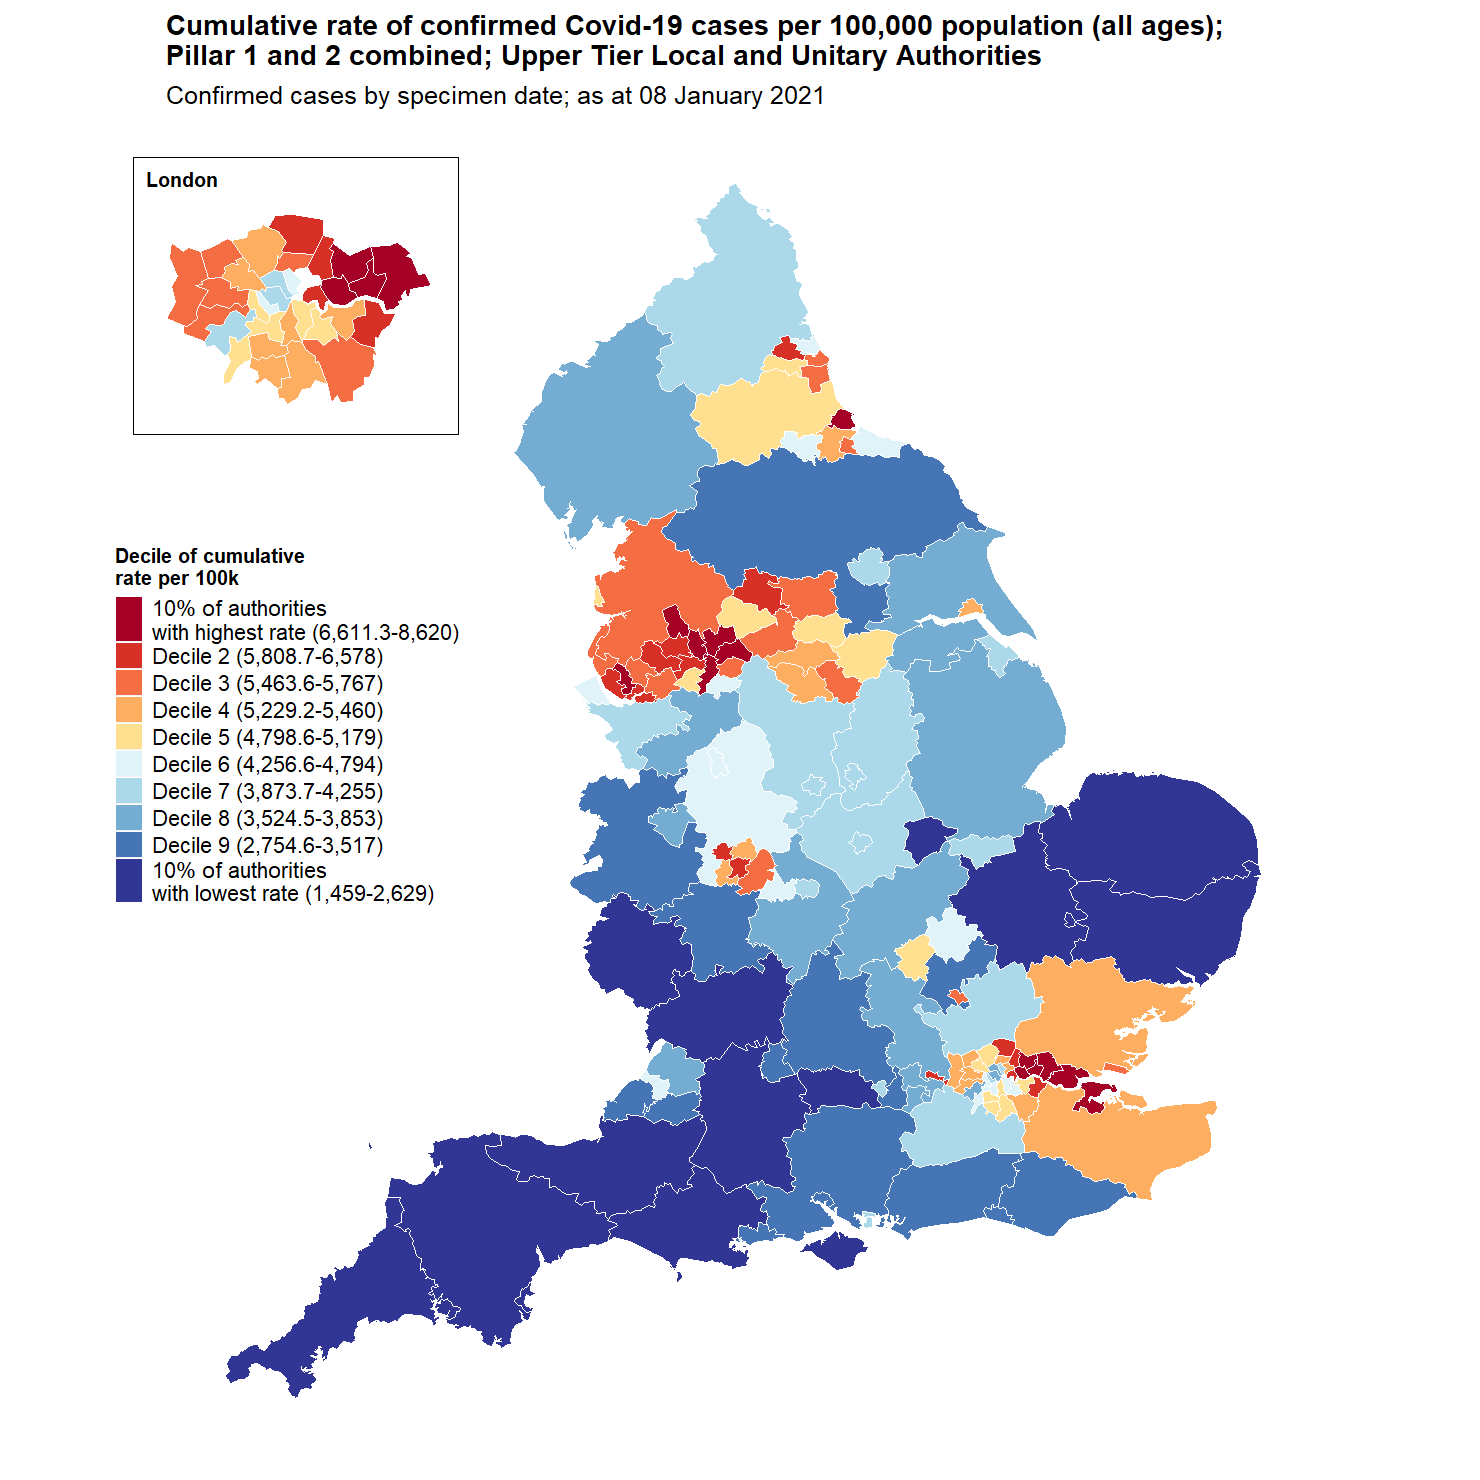 Cumulative rate of confirmed Covid-19 cases per 100,000 population (all ages);
Pillar 1 and 2 combined; Upper Tier Local and Unitary Authorities
Confirmed cases by specimen date; as at 08 January 2021
London
Decile of cumulative
rate per 100k
10% of authorities
with highest rate (6,611.3-8,620)
Decile 2 (5,808.7-6,578)
Decile 3 (5,463.6-5,767)
Decile 4 (5,229.2-5,460)
Decile 5 (4,798.6-5,179)
Decile 6 (4,256.6-4,794)
Decile 7 (3,873.7-4,255)
Decile 8 (3,524.5-3,853)
Decile 9 (2,754.6-3,517)
10% of authorities
with lowest rate (1,459-2,629)